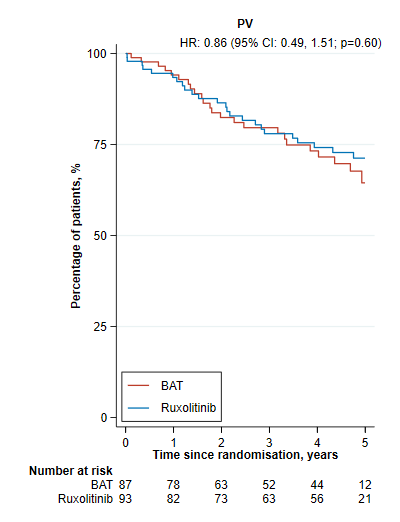 PV
HR: 0.86 (95% CI: 0.49, 1.51; p=0.60)
100
75
50
25
0
Percentage of patients, %
BAT
Ruxolitinib
0 1 2 3 4 5
Time since randomisation, years
Number at risk
BAT 87 78 63 52 44 12
Ruxolitinib 93 82 73 63 56 21